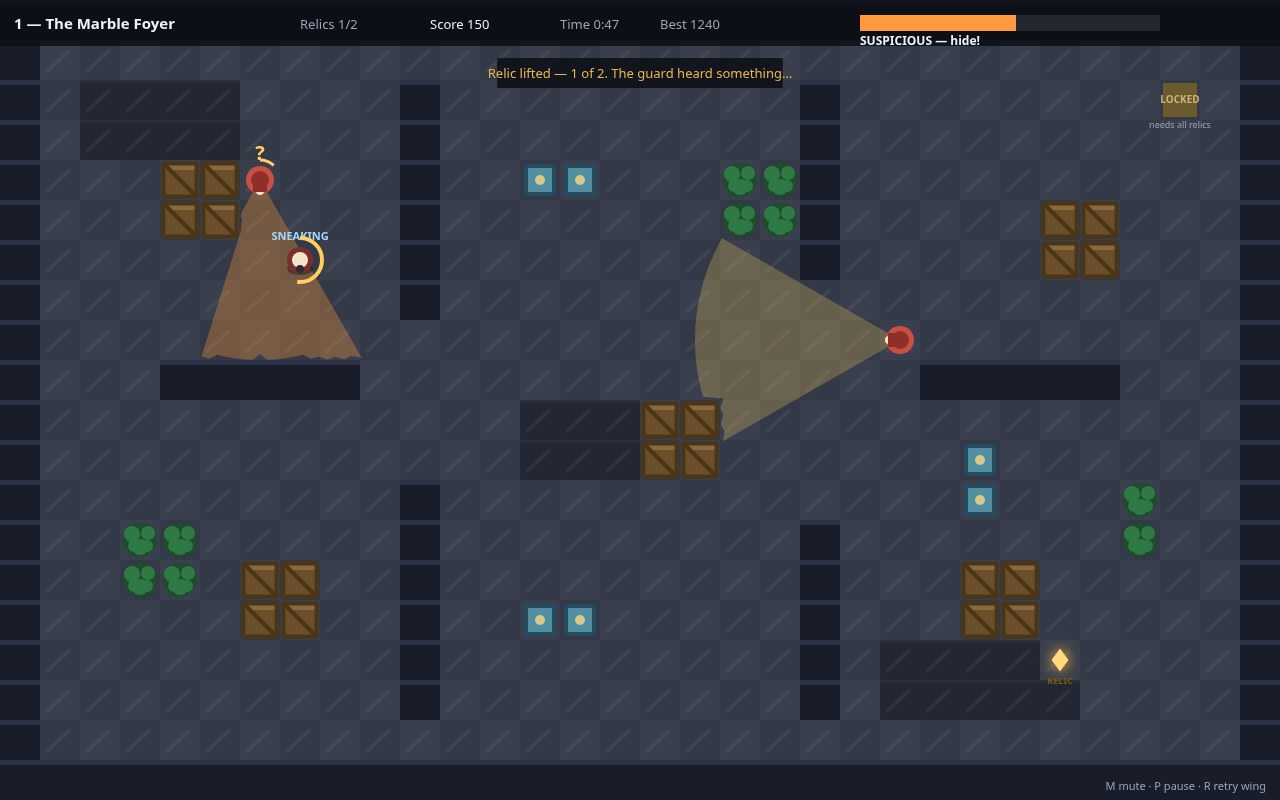 1 — The Marble Foyer
Relics 1/2
Score 150
Time 0:47
Best 1240
SUSPICIOUS — hide!
Relic lifted — 1 of 2. The guard heard something...
LOCKED
needs all relics
?
SNEAKING
RELIC
M mute · P pause · R retry wing